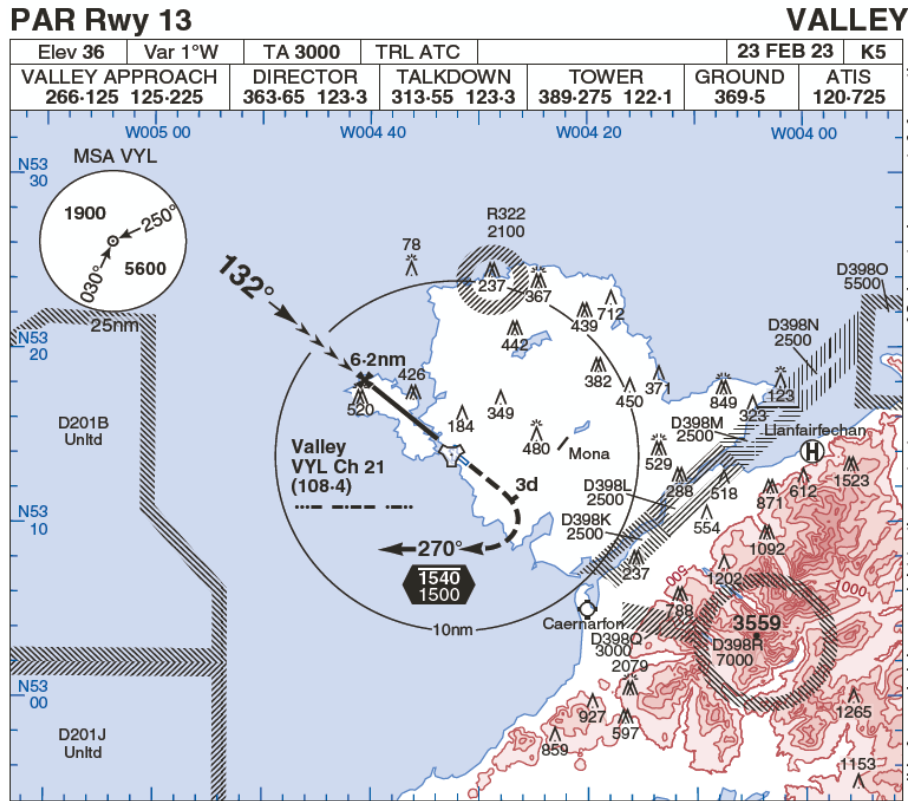 PAR Rwy 13 VALLEY
Elev 36 Var 1°W TA 3000 TRL ATC 23 FEB 23 K5
VALLEY APPROACH DIRECTOR TALKDOWN TOWER GROUND ATIS
266·125 125·225 363·65 123·3 313·55 123·3 389·275 122·1 369·5 120·725
W005 00 W004 40 W004 20 W004 00
MSA VYL
N53
30
1900
250°
5600
030°
25nm
R322
2100
78
132°
237
367
D398O
5500
439
712
442
D398N
2500
N53
20
6·2nm
426
520
382
450
371
849
123
323
184
349
480
D398M
2500
Llanfairfechan
H
D201B
Unltd
Valley
VYL Ch 21
(108·4)
Mona
529
3d
D398L
2500
288
518
612
1523
871
N53
10
554
D398K
2500
1092
270°
1540
1500
237
500
1202
1000
788
10nm
Caernarfon
D398Q
3000
3559
D398R
7000
2079
N53
00
927
597
859
1265
D201J
Unltd
1153